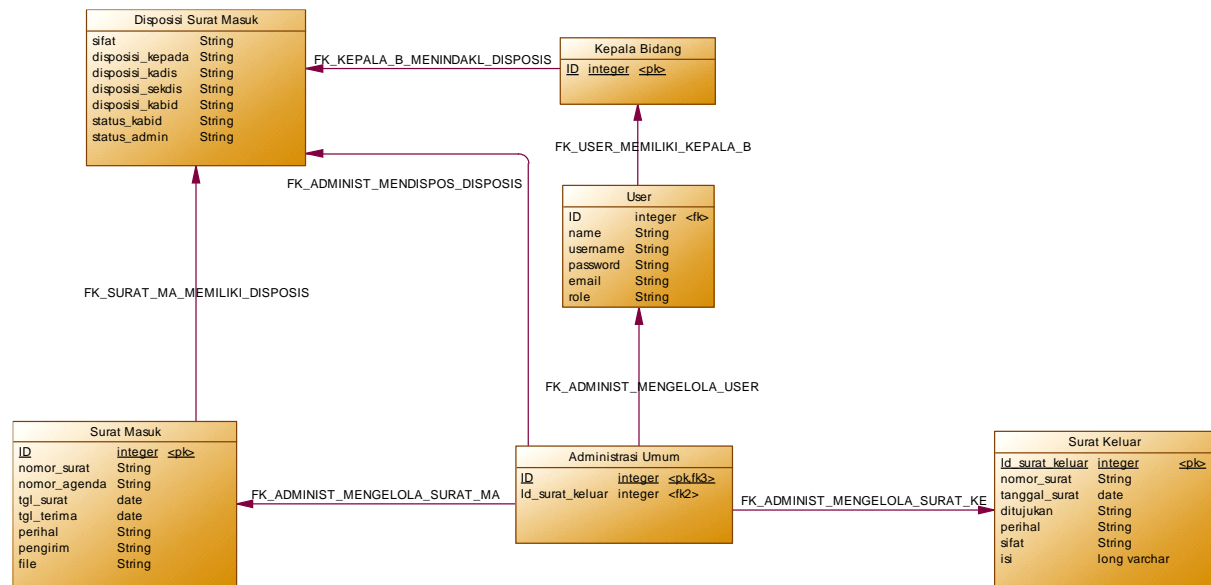 Disposisi Surat Masuk
sifat String
disposisi_kepada String
disposisi_kadis String
disposisi_sekdis String
disposisi_kabid String
status_kabid String
status_admin String
FK_KEPALA_B_MENINDAKL_DISPOSIS
Kepala Bidang
ID integer <pk>
FK_USER_MEMILIKI_KEPALA_B
FK_ADMINIST_MENDISPOS_DISPOSIS
User
ID integer <fk>
name String
username String
password String
email String
role String
FK_SURAT_MA_MEMILIKI_DISPOSIS
FK_ADMINIST_MENGELOLA_USER
Surat Masuk
ID integer <pk>
nomor_surat String
nomor_agenda String
tgl_surat date
tgl_terima date
perihal String
pengirim String
file String
FK_ADMINIST_MENGELOLA_SURAT_MA
Administrasi Umum
ID integer <pk,fk3>
Id_surat_keluar integer <fk2>
FK_ADMINIST_MENGELOLA_SURAT_KE
Surat Keluar
Id_surat_keluar integer <pk>
nomor_surat String
tanggal_surat date
ditujukan String
perihal String
sifat String
isi long varchar